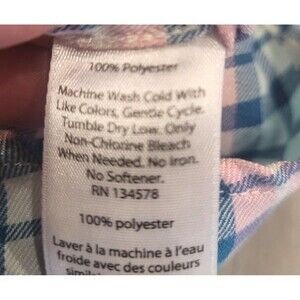 100% Polyester
Machine Wash Cold With
Like Colors, Gentle Cycle.
Tumble Dry Low. Only
Non-Chlorine Bleach
When Needed. No Iron.
No Softener.
RN 134578
100% polyester
Laver à la machine à l'eau
froide avec des couleurs